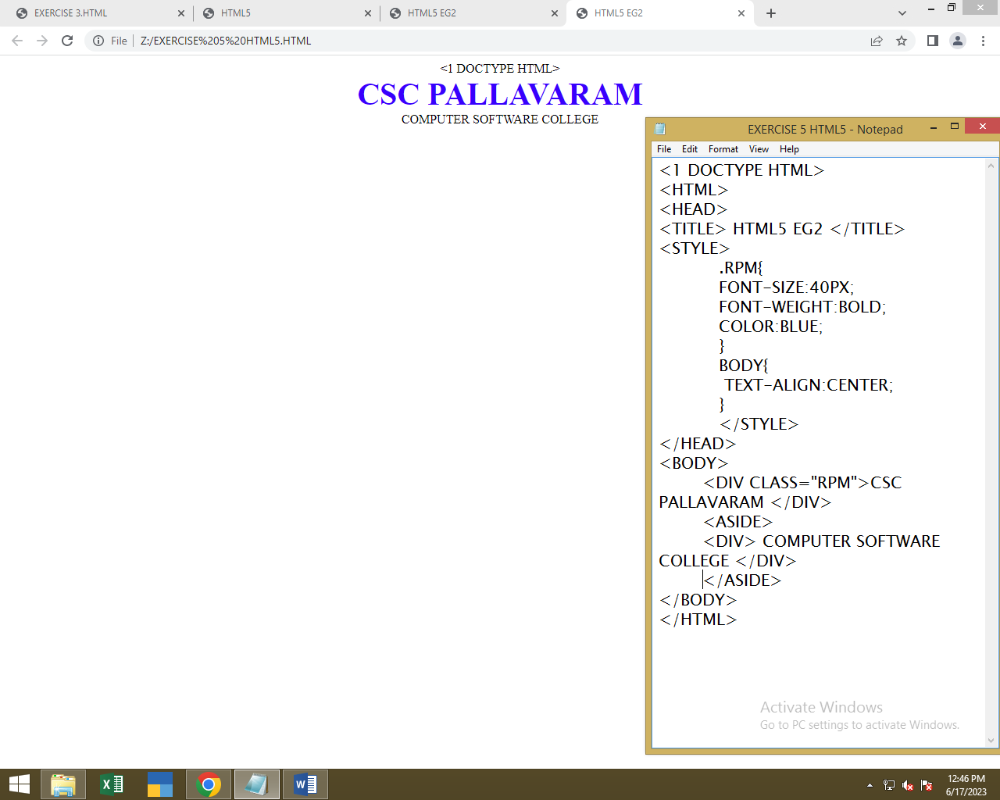 EXERCISE 3.HTML
HTML5
HTML5 EG2
HTML5 EG2
File
Z:/EXERCISE%205%20HTML5.HTML
<1 DOCTYPE HTML>
CSC PALLAVARAM
COMPUTER SOFTWARE COLLEGE
EXERCISE 5 HTML5 - Notepad
File Edit Format View Help
<1 DOCTYPE HTML>
<HTML>
<HEAD>
<TITLE> HTML5 EG2 </TITLE>
<STYLE>
.RPM{
FONT-SIZE:40PX;
FONT-WEIGHT:BOLD;
COLOR:BLUE;
}
BODY{
TEXT-ALIGN:CENTER;
}
</STYLE>
</HEAD>
<BODY>
<DIV CLASS="RPM">CSC
PALLAVARAM </DIV>
<ASIDE>
<DIV> COMPUTER SOFTWARE
COLLEGE </DIV>
</ASIDE>
</BODY>
</HTML>
Activate Windows
Go to PC settings to activate Windows.
12:46 PM
6/17/2023